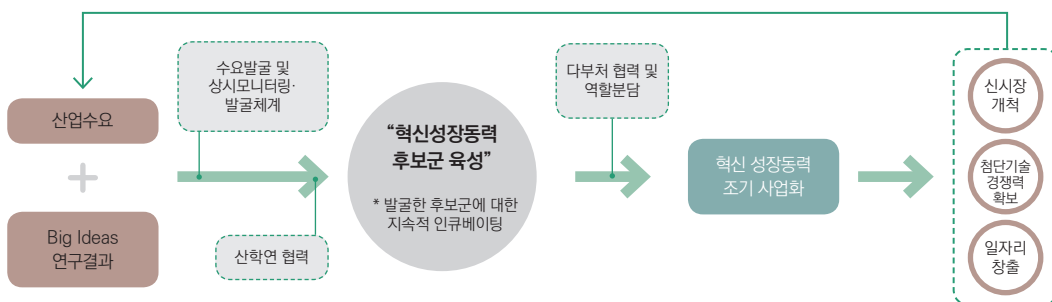 산업수요
Big Ideas
연구결과
수요발굴 및
상시모니터링·
발굴체계
산학연 협력
“혁신성장동력
후보군 육성”
* 발굴한 후보군에 대한
지속적 인큐베이팅
다부처 협력 및
역할분담
혁신 성장동력
조기 사업화
신시장
개척
첨단기술
경쟁력
확보
일자리
창출